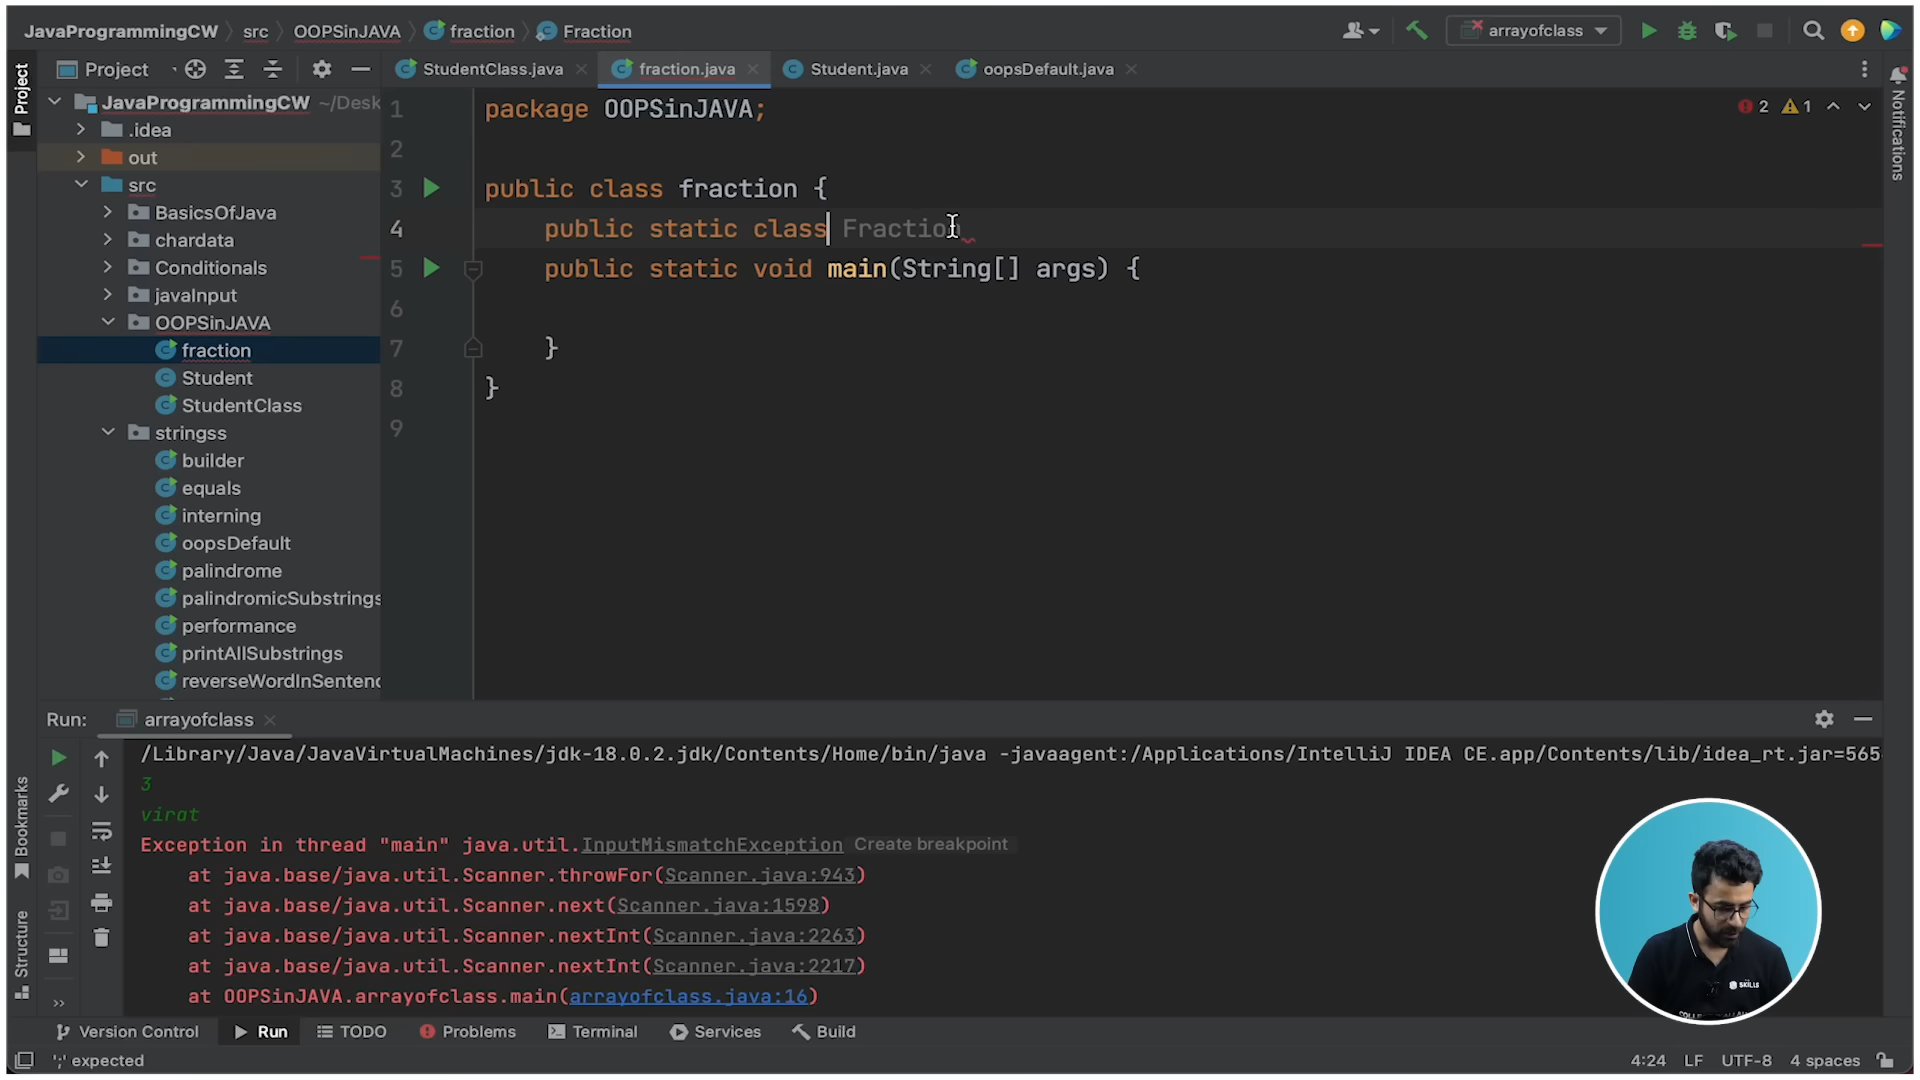 JavaProgrammingCW src OOPSinJAVA fraction Fraction
arrayofclass
Project
StudentClass.java fraction.java Student.java oopsDefault.java
Project
Notifications
JavaProgrammingCW ~/Desk
.idea
out
src
BasicsOfJava
chardata
Conditionals
javaInput
OOPSinJAVA
fraction
Student
StudentClass
stringss
builder
equals
interning
oopsDefault
palindrome
palindromicSubstrings
performance
printAllSubstrings
reverseWordInSentenc
2 1
1 package OOPSinJAVA;
2
3 public class fraction {
4 public static class Fraction
5 public static void main(String[] args) {
6
7 }
8 }
9
Run: arrayofclass
/Library/Java/JavaVirtualMachines/jdk-18.0.2.jdk/Contents/Home/bin/java -javaagent:/Applications/IntelliJ IDEA CE.app/Contents/lib/idea_rt.jar=565
3
virat
Exception in thread "main" java.util.InputMismatchException Create breakpoint
at java.base/java.util.Scanner.throwFor(Scanner.java:943)
at java.base/java.util.Scanner.next(Scanner.java:1598)
at java.base/java.util.Scanner.nextInt(Scanner.java:2263)
at java.base/java.util.Scanner.nextInt(Scanner.java:2217)
at OOPSinJAVA.arrayofclass.main(arrayofclass.java:16)
Bookmarks
Structure
SKILLS
Version Control Run TODO Problems Terminal Services Build
';' expected
4:24 LF UTF-8 4 spaces